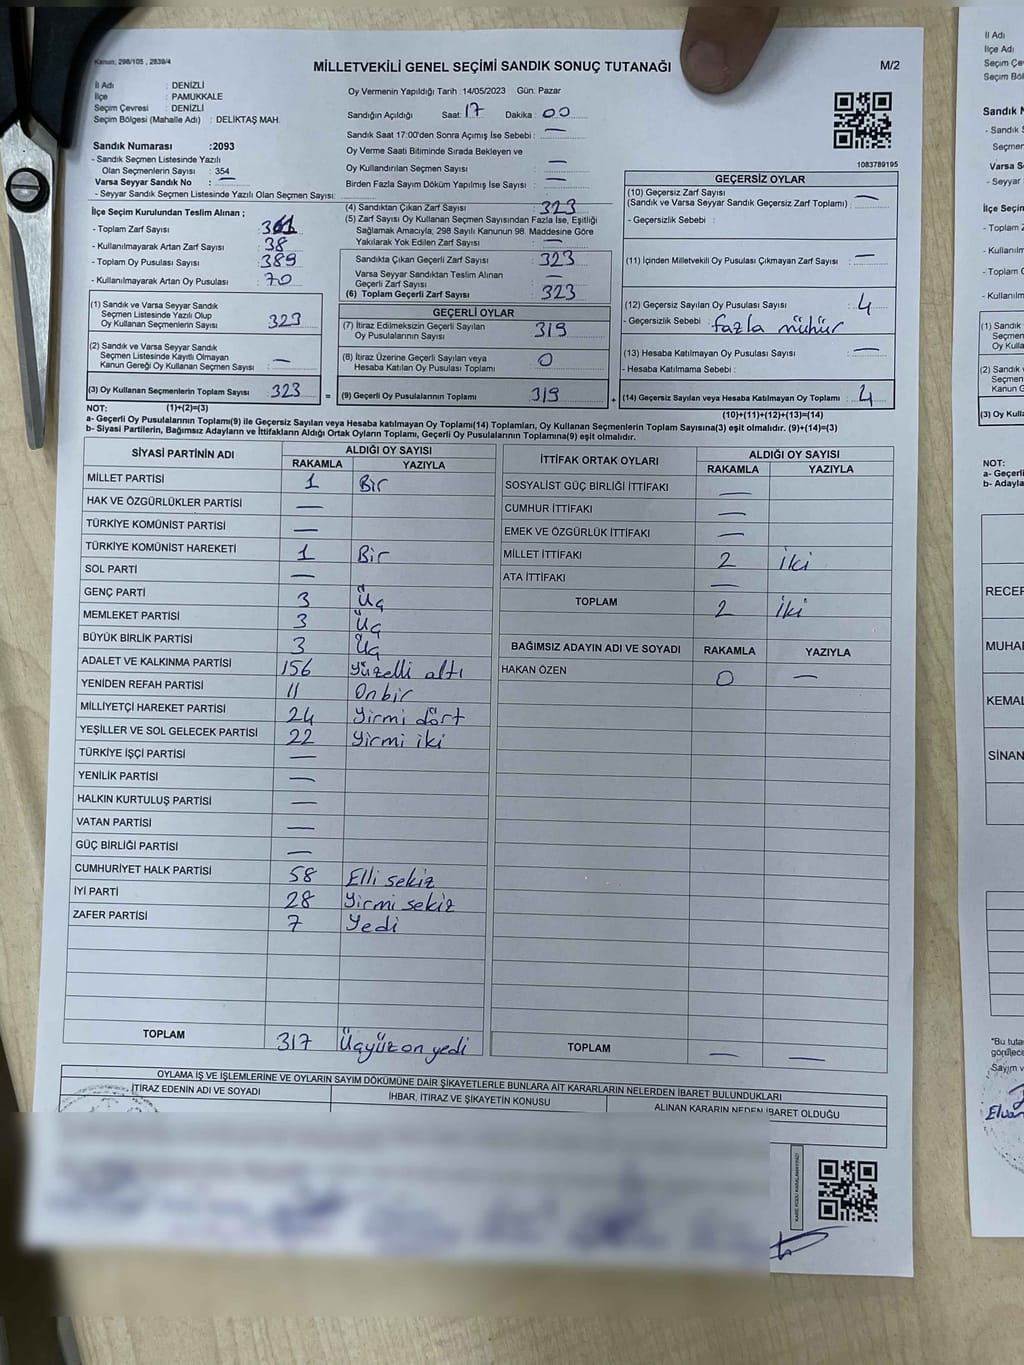 Kanun; 298/105 , 2839/4
MİLLETVEKİLİ GENEL SEÇİMİ SANDIK SONUÇ TUTANAĞI
M/2
İl Adı : DENİZLİ
İlçe : PAMUKKALE
Seçim Çevresi : DENİZLİ
Seçim Bölgesi (Mahalle Adı) : DELİKTAŞ MAH.
Sandık Numarası :2093
- Sandık Seçmen Listesinde Yazılı
Olan Seçmenlerin Sayısı : 354
Varsa Seyyar Sandık No : —
- Seyyar Sandık Seçmen Listesinde Yazılı Olan Seçmen Sayısı:
Oy Vermenin Yapıldığı Tarih :14/05/2023 Gün: Pazar
Sandığın Açıldığı Saat: 17 Dakika : 00
Sandık Saat 17:00'den Sonra Açımış İse Sebebi : —
Oy Verme Saati Bitiminde Sırada Bekleyen ve
Oy Kullandırılan Seçmen Sayısı : —
Birden Fazla Sayım Döküm Yapılmış İse Sayısı : —
1083789195
İlçe Seçim Kurulundan Teslim Alınan ;
- Toplam Zarf Sayısı :361
- Kullanılmayarak Artan Zarf Sayısı : 38
- Toplam Oy Pusulası Sayısı :389
- Kullanılmayarak Artan Oy Pusulası : 70
(1) Sandık ve Varsa Seyyar Sandık
Seçmen Listesinde Yazılı Olup
Oy Kullanan Seçmenlerin Sayısı 323
(2) Sandık ve Varsa Seyyar Sandık
Seçmen Listesinde Kayıtlı Olmayan
Kanun Gereği Oy Kullanan Seçmen Sayısı : —
(3) Oy Kullanan Seçmenlerin Toplam Sayısı 323
(4) Sandıktan Çıkan Zarf Sayısı : 323
(5) Zarf Sayısı Oy Kullanan Seçmen Sayısından Fazla İse, Eşitliği
Sağlamak Amacıyla, 298 Sayılı Kanunun 98. Maddesine Göre
Yakılarak Yok Edilen Zarf Sayısı : —
Sandıkta Çıkan Geçerli Zarf Sayısı : 323
Varsa Seyyar Sandıktan Teslim Alınan
Geçerli Zarf Sayısı : —
(6) Toplam Geçerli Zarf Sayısı : 323
GEÇERLİ OYLAR
(7) İtiraz Edilmeksizin Geçerli Sayılan
Oy Pusulalarının Sayısı : 319
(8) İtiraz Üzerine Geçerli Sayılan veya
Hesaba Katılan Oy Pusulası Toplamı : 0
= (9) Geçerli Oy Pusulalarının Toplamı : 319
GEÇERSİZ OYLAR
(10) Geçersiz Zarf Sayısı
(Sandık ve Varsa Seyyar Sandık Geçersiz Zarf Toplamı) : —
- Geçersizlik Sebebi :
(11) İçinden Milletvekili Oy Pusulası Çıkmayan Zarf Sayısı : —
(12) Geçersiz Sayılan Oy Pusulası Sayısı : 4
- Geçersizlik Sebebi : fazla mühür
(13) Hesaba Katılmayan Oy Pusulası Sayısı : —
- Hesaba Katılmama Sebebi :
+ (14) Geçersiz Sayılan veya Hesaba Katılmayan Oy Toplamı : 4
NOT: (1)+(2)=(3)
(10)+(11)+(12)+(13)=(14)
a- Geçerli Oy Pusulalarının Toplamı(9) ile Geçersiz Sayılan veya Hesaba katılmayan Oy Toplamı(14) Toplamları, Oy Kullanan Seçmenlerin Toplam Sayısına(3) eşit olmalıdır. (9)+(14)=(3)
b- Siyasi Partilerin, Bağımsız Adayların ve İttifakların Aldığı Ortak Oyların Toplamı, Geçerli Oy Pusulalarının Toplamına(9) eşit olmalıdır.
SİYASİ PARTİNİN ADI ALDIĞI OY SAYISI
RAKAMLA YAZIYLA
MİLLET PARTİSİ 1 Bir
HAK VE ÖZGÜRLÜKLER PARTİSİ —
TÜRKİYE KOMÜNİST PARTİSİ —
TÜRKİYE KOMÜNİST HAREKETİ 1 Bir
SOL PARTİ —
GENÇ PARTİ 3 Üç
MEMLEKET PARTİSİ 3 Üç
BÜYÜK BİRLİK PARTİSİ 3 Üç
ADALET VE KALKINMA PARTİSİ 156 Yüzelli altı
YENİDEN REFAH PARTİSİ 11 Onbir
MİLLİYETÇİ HAREKET PARTİSİ 24 Yirmi dört
YEŞİLLER VE SOL GELECEK PARTİSİ 22 Yirmi iki
TÜRKİYE İŞÇİ PARTİSİ —
YENİLİK PARTİSİ —
HALKIN KURTULUŞ PARTİSİ —
VATAN PARTİSİ —
GÜÇ BİRLİĞİ PARTİSİ —
CUMHURİYET HALK PARTİSİ 58 Elli sekiz
İYİ PARTİ 28 Yirmi sekiz
ZAFER PARTİSİ 7 Yedi
TOPLAM 317 Üçyüz on yedi
İTTİFAK ORTAK OYLARI ALDIĞI OY SAYISI
RAKAMLA YAZIYLA
SOSYALİST GÜÇ BİRLİĞİ İTTİFAKI —
CUMHUR İTTİFAKI —
EMEK VE ÖZGÜRLÜK İTTİFAKI —
MİLLET İTTİFAKI 2 İki
ATA İTTİFAKI —
TOPLAM 2 İki
BAĞIMSIZ ADAYIN ADI VE SOYADI RAKAMLA YAZIYLA
HAKAN ÖZEN 0 —
TOPLAM — —
OYLAMA İŞ VE İŞLEMLERİNE VE OYLARIN SAYIM DÖKÜMÜNE DAİR ŞİKAYETLERLE BUNLARA AİT KARARLARIN NELERDEN İBARET BULUNDUKLARI
İTİRAZ EDENİN ADI VE SOYADI
İHBAR, İTİRAZ VE ŞİKAYETİN KONUSU
ALINAN KARARIN NEDEN İBARET OLDUĞU
İl Adı
İlçe Adı
Seçim Çe
Seçim Böl
Sandık N
- Sandık
Seçmen
Varsa S
- Seyyar
İlçe Seçin
- Toplam Z
- Kullanılm
- Toplam O
- Kullanılm
(1) Sandık
Seçmen
Oy Kull
(2) Sandık
Seçmen
Kanun G
(3) Oy Kulla
NOT:
a- Geçerli
b- Adayla
RECEP
MUHA
KEMAL
SİNAN
"Bu tuta
görülece
Sayım v